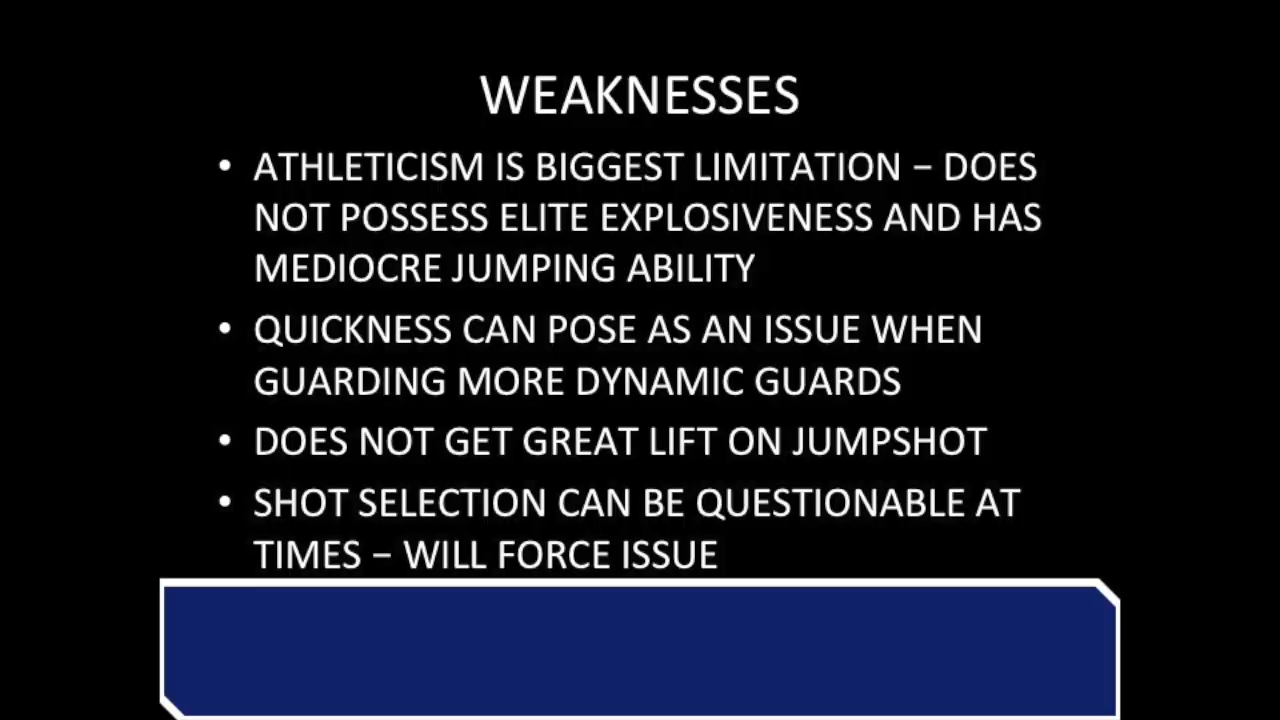 WEAKNESSES
• ATHLETICISM IS BIGGEST LIMITATION – DOES
NOT POSSESS ELITE EXPLOSIVENESS AND HAS
MEDIOCRE JUMPING ABILITY
• QUICKNESS CAN POSE AS AN ISSUE WHEN
GUARDING MORE DYNAMIC GUARDS
• DOES NOT GET GREAT LIFT ON JUMPSHOT
• SHOT SELECTION CAN BE QUESTIONABLE AT
TIMES – WILL FORCE ISSUE